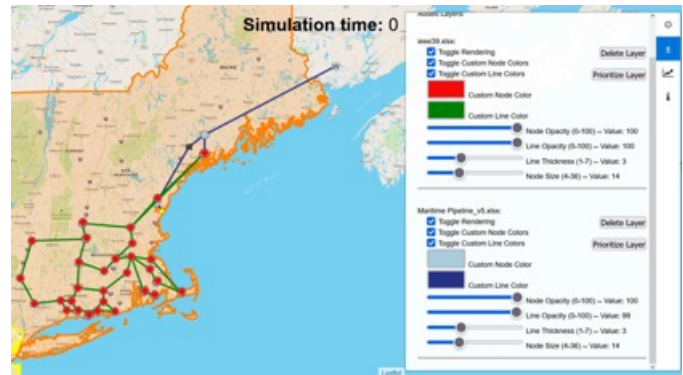 Simulation time: 0
Added Layers:
ieee39.xlsx:
Toggle Rendering
Delete Layer
Toggle Custom Node Colors
Toggle Custom Line Colors
Prioritize Layer
Custom Node Color
Custom Line Color
Node Opacity (0-100) -- Value: 100
Line Opacity (0-100) -- Value: 100
Line Thickness (1-7) -- Value: 3
Node Size (4-36) -- Value: 14
Maritime Pipeline_v5.xlsx:
Toggle Rendering
Delete Layer
Toggle Custom Node Colors
Toggle Custom Line Colors
Prioritize Layer
Custom Node Color
Custom Line Color
Node Opacity (0-100) -- Value: 100
Line Opacity (0-100) -- Value: 99
Line Thickness (1-7) -- Value: 3
Node Size (4-36) -- Value: 14
MAINE
Leaflet